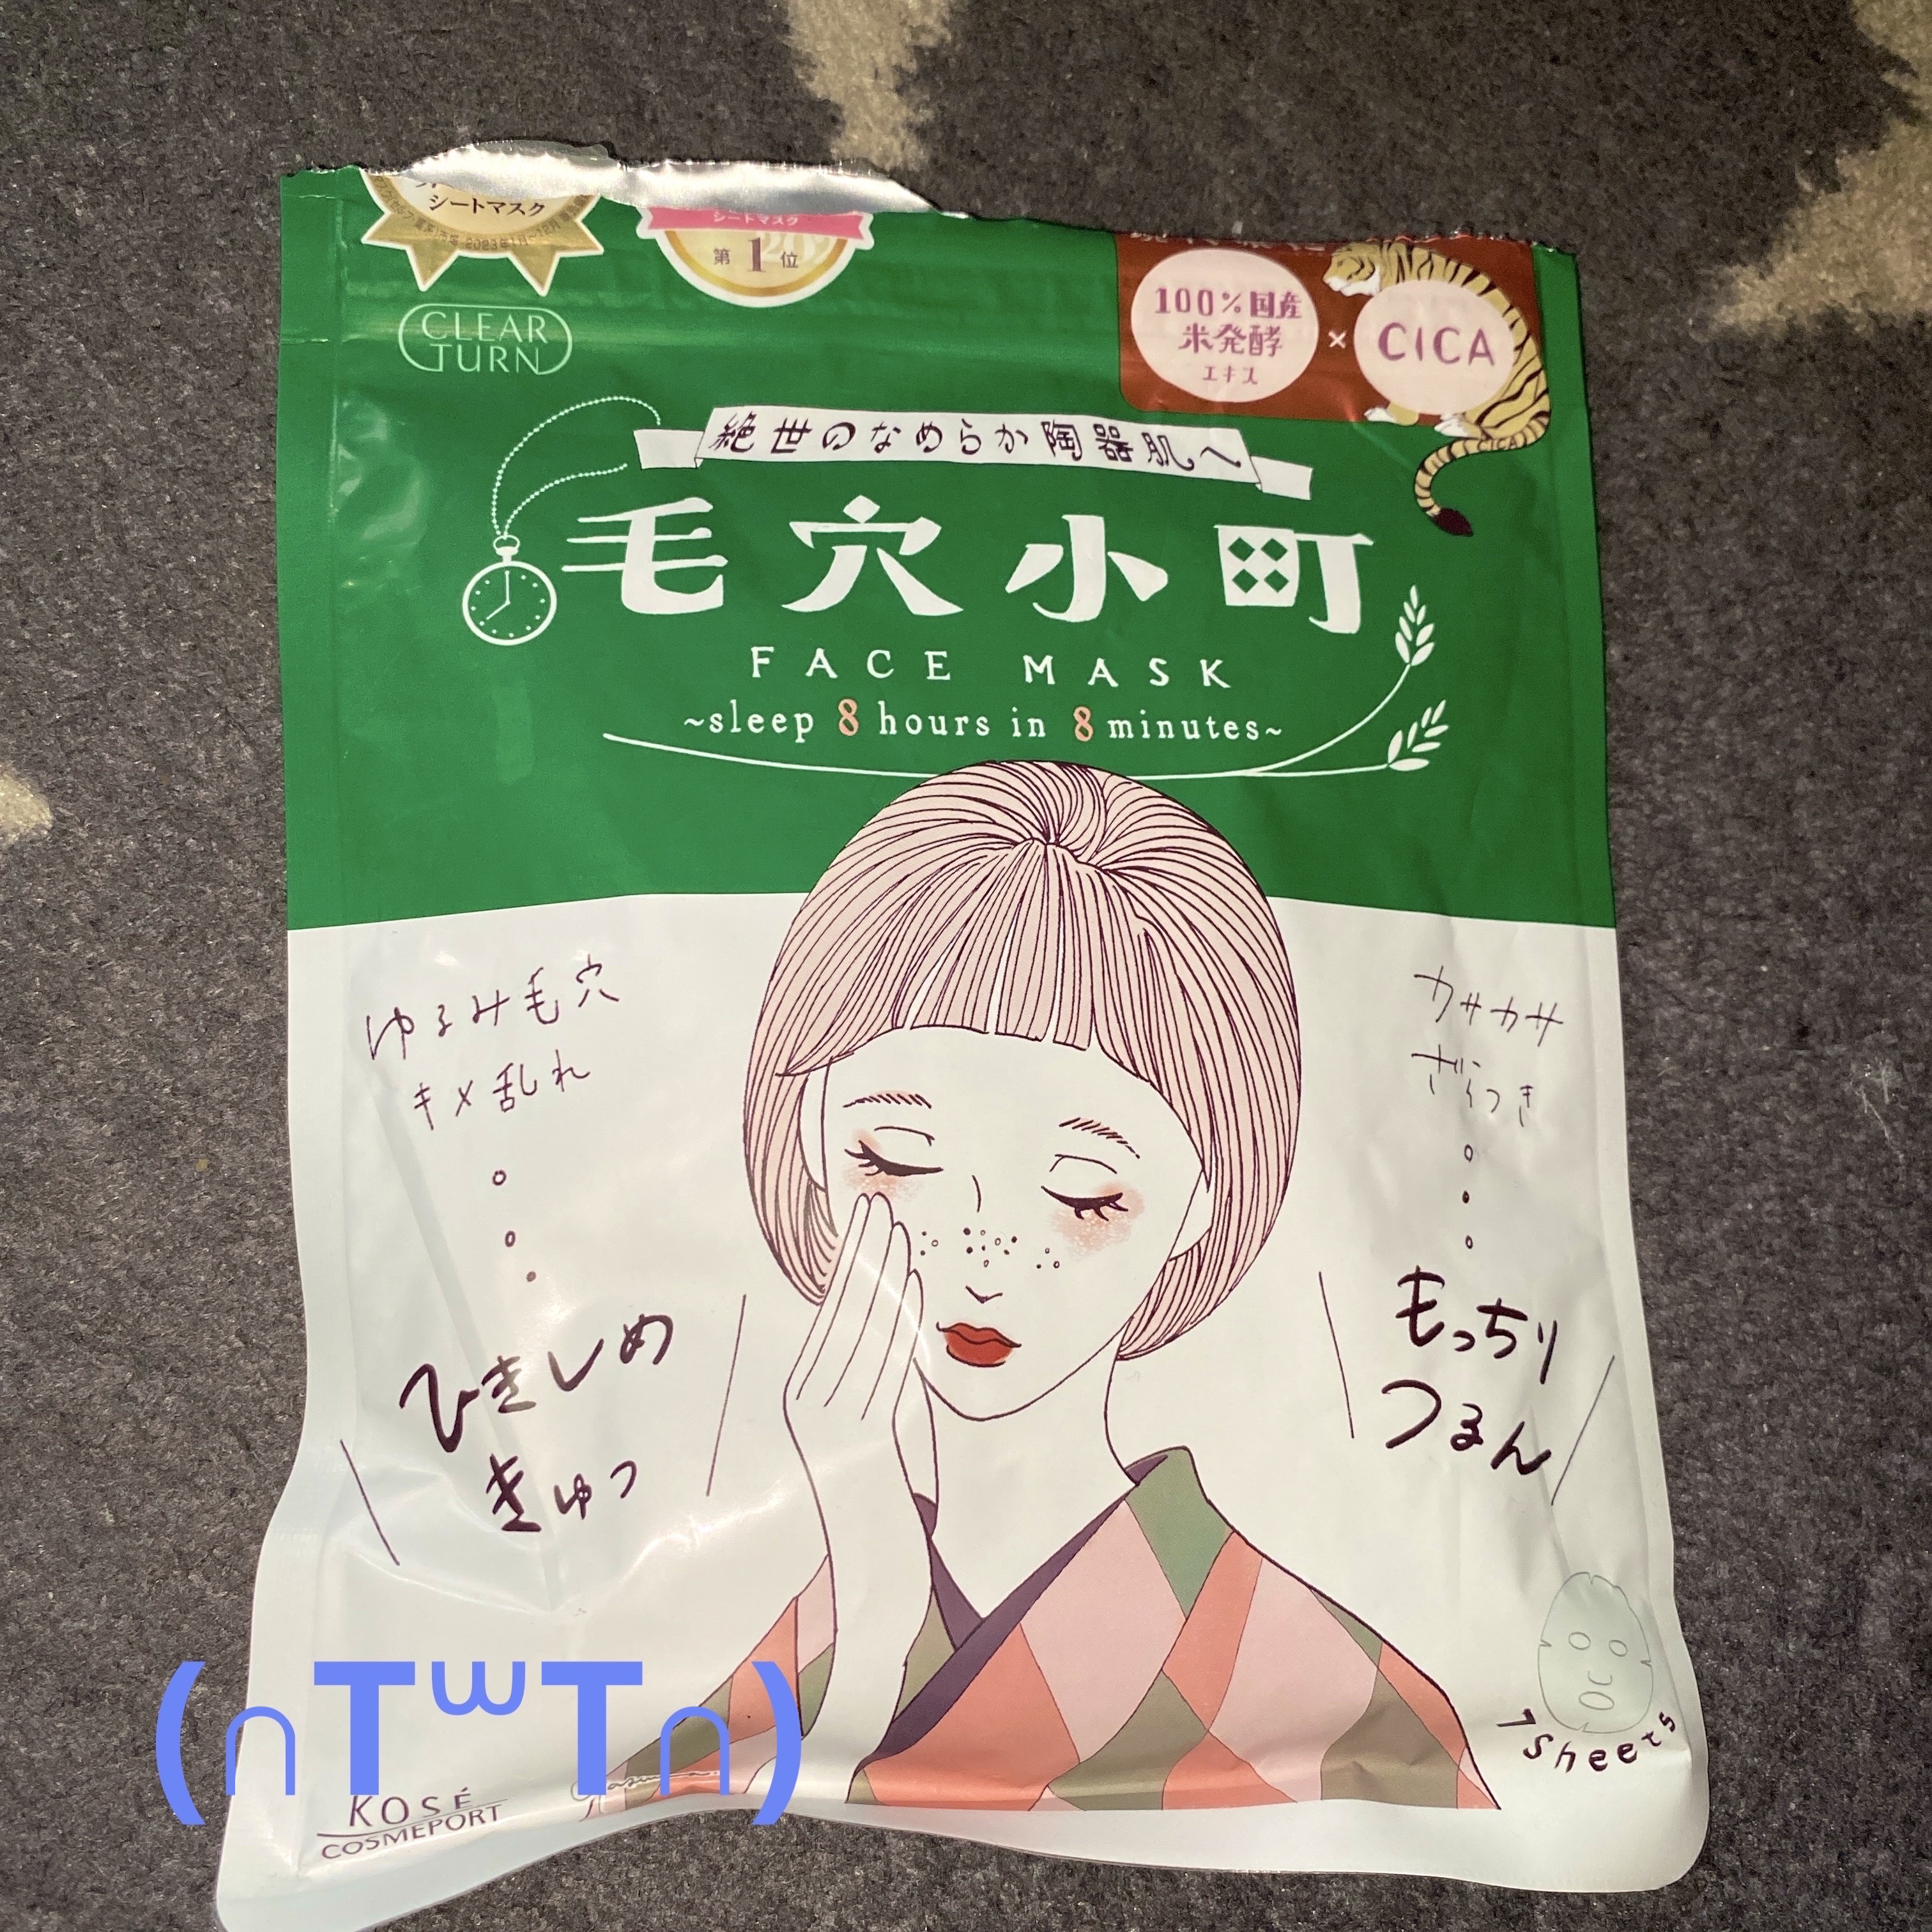 シートマスク
シートマスク
第1位
CLEAR
TURN
100%国産
米発酵
エキス
×
CICA
CICA
絶世のなめらか陶器肌へ
毛穴小町
FACE MASK
~sleep 8 hours in 8 minutes~
ゆるみ毛穴
キメ乱れ
ひきしめ
きゅっ
カサカサ
ざらつき
もっちり
つるん
7sheets
(∩TʷT∩)
KOSÉ
COSMEPORT